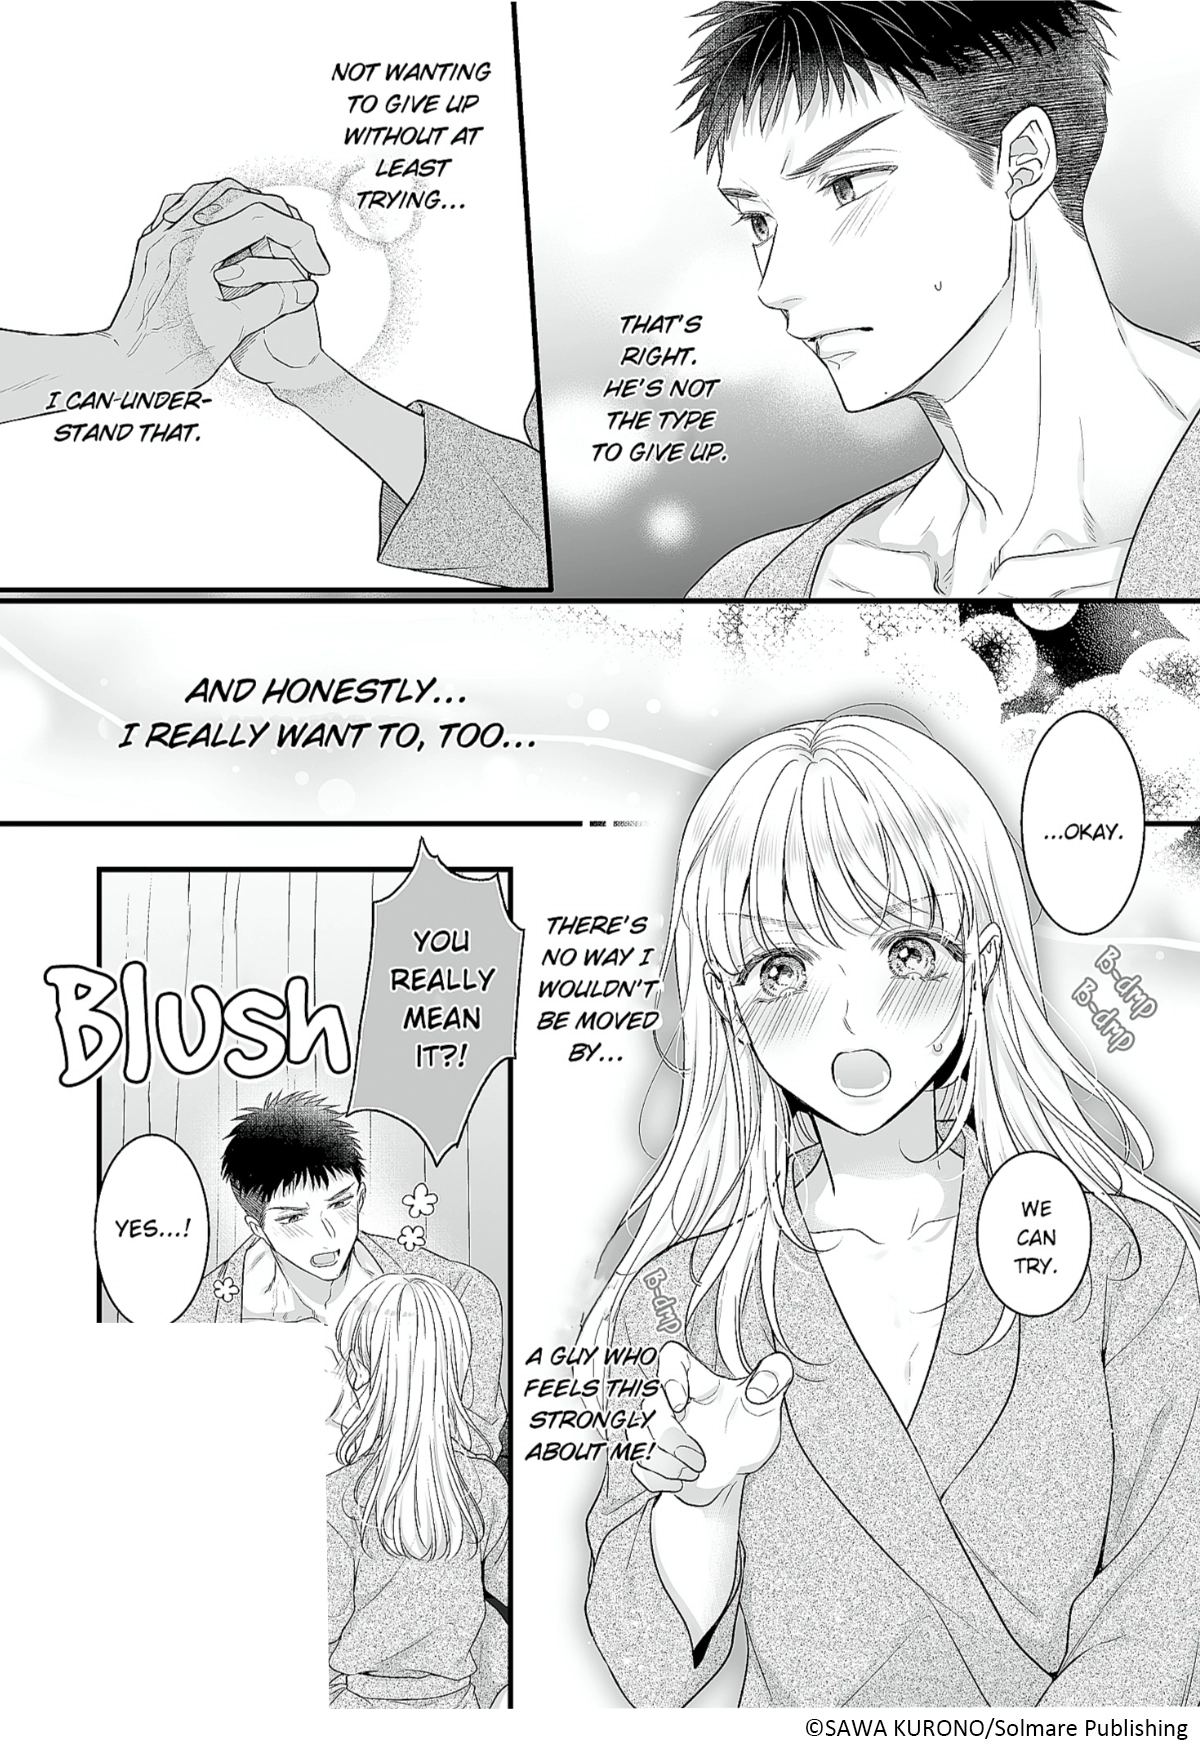 THAT'S
RIGHT.
HE'S NOT
THE TYPE
TO GIVE UP.
NOT WANTING
TO GIVE UP
WITHOUT AT
LEAST
TRYING...
I CAN UNDER-
STAND THAT.
AND HONESTLY...
I REALLY WANT TO, TOO...
...OKAY.
B-dmp
B-dmp
WE
CAN
TRY.
THERE'S
NO WAY I
WOULDN'T
BE MOVED
BY...
B-dmp
A GUY WHO
FEELS THIS
STRONGLY
ABOUT ME!
YOU
REALLY
MEAN
IT?!
Blush
YES...!
©SAWA KURONO/Solmare Publishing